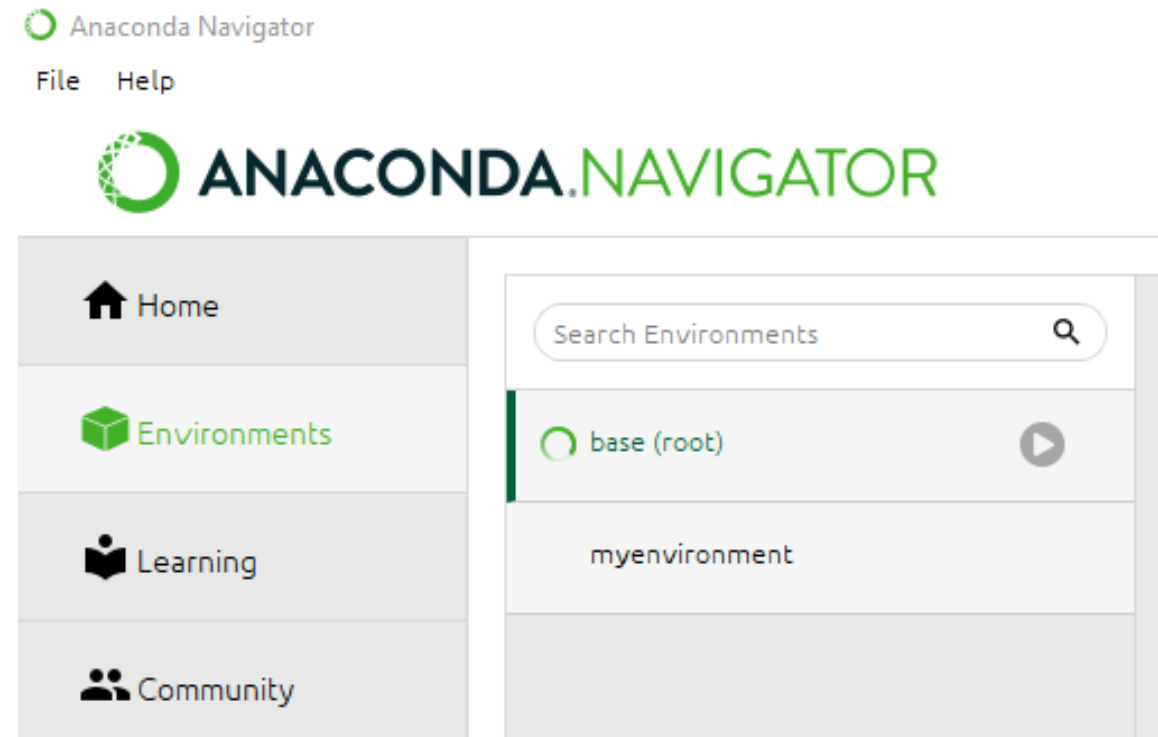 Anaconda Navigator
File Help
ANACONDA.NAVIGATOR
Home
Search Environments
Environments
base (root)
Learning
myenvironment
Community